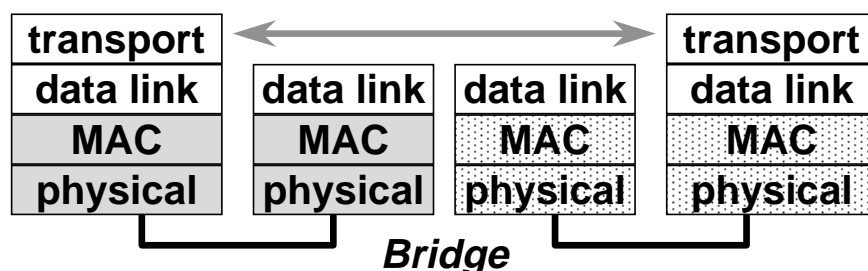 transport transport
data link data link data link data link
MAC MAC MAC MAC
physical physical physical physical
Bridge